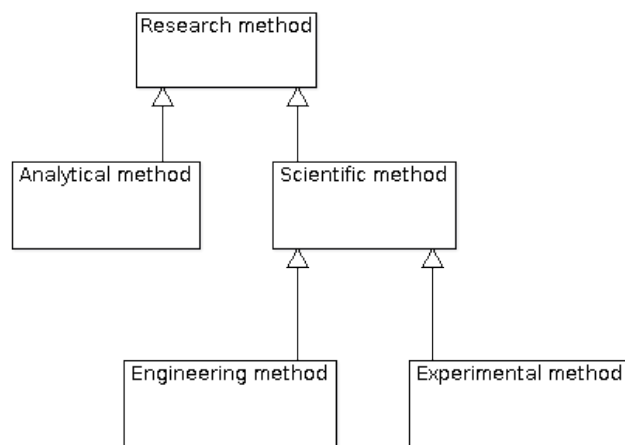 Research method
Analytical method
Scientific method
Engineering method
Experimental method